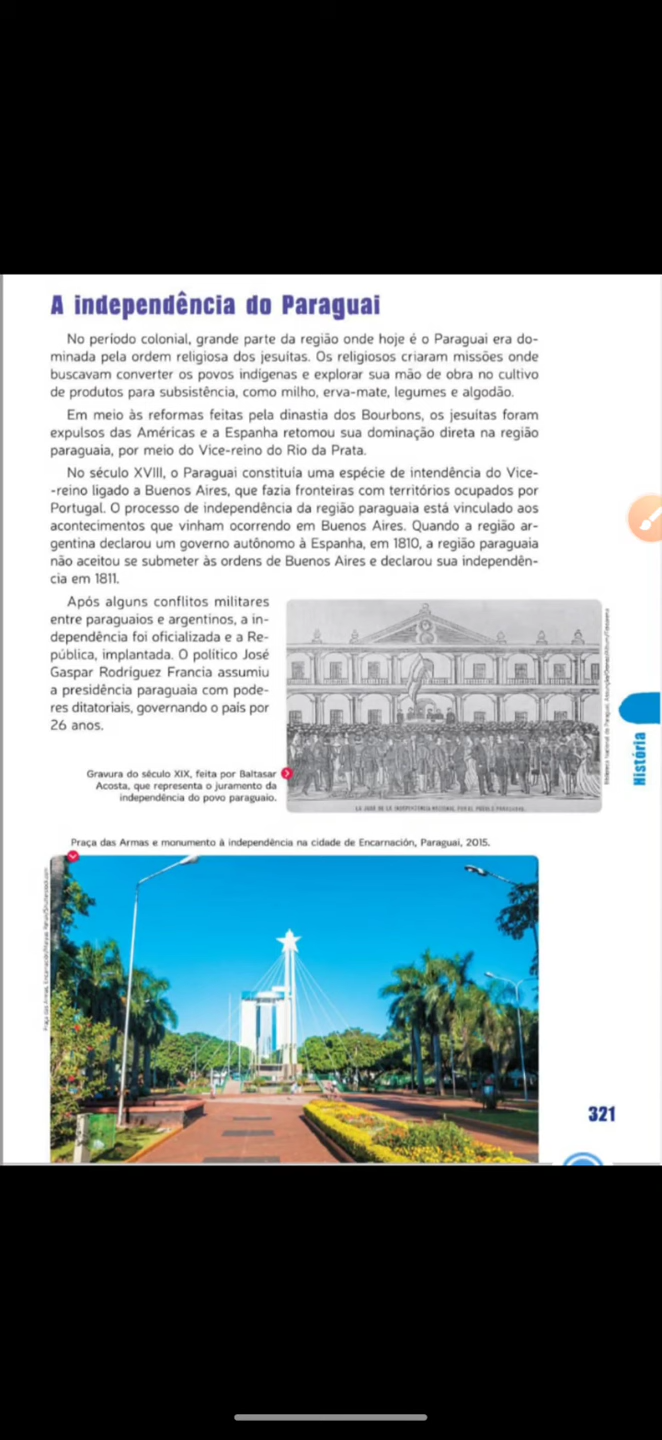 A independência do Paraguai
No período colonial, grande parte da região onde hoje é o Paraguai era do-
minada pela ordem religiosa dos jesuítas. Os religiosos criaram missões onde
buscavam converter os povos indígenas e explorar sua mão de obra no cultivo
de produtos para subsistência, como milho, erva-mate, legumes e algodão.
Em meio às reformas feitas pela dinastia dos Bourbons, os jesuítas foram
expulsos das Américas e a Espanha retomou sua dominação direta na região
paraguaia, por meio do Vice-reino do Rio da Prata.
No século XVIII, o Paraguai constituía uma espécie de intendência do Vice-
-reino ligado a Buenos Aires, que fazia fronteiras com territórios ocupados por
Portugal. O processo de independência da região paraguaia está vinculado aos
acontecimentos que vinham ocorrendo em Buenos Aires. Quando a região ar-
gentina declarou um governo autônomo à Espanha, em 1810, a região paraguaia
não aceitou se submeter às ordens de Buenos Aires e declarou sua independên-
cia em 1811.
Após alguns conflitos militares
entre paraguaios e argentinos, a in-
dependência foi oficializada e a Re-
pública, implantada. O político José
Gaspar Rodríguez Francia assumiu
a presidência paraguaia com pode-
res ditatoriais, governando o país por
26 anos.
Gravura do século XIX, feita por Baltasar
Acosta, que representa o juramento da
independência do povo paraguaio.
LA JURA DE LA INDEPENDENCIA NACIONAL POR EL PUEBLO PARAGUAYO.
História
Praça das Armas e monumento à independência na cidade de Encarnación, Paraguai, 2015.
321